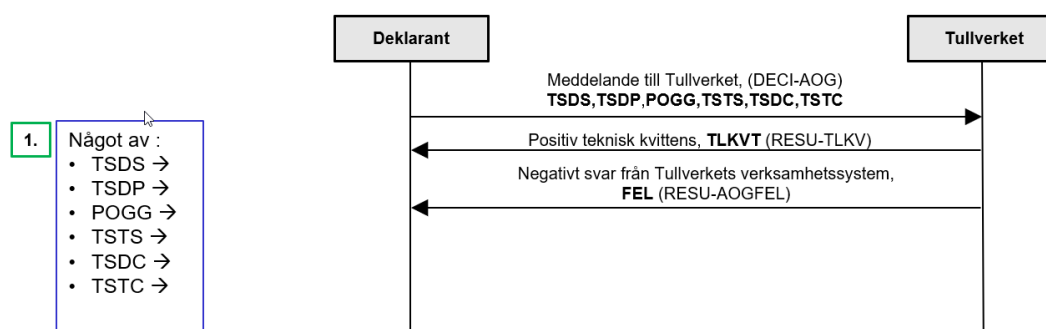 Deklarant
Tullverket
Meddelande till Tullverket, (DECI-AOG)
TSDS,TSDP,POGG,TSTS,TSDC,TSTC
Positiv teknisk kvittens, TLKVT (RESU-TLKV)
Negativt svar från Tullverkets verksamhetssystem,
FEL (RESU-AOGFEL)
1.
Något av :
• TSDS →
• TSDP →
• POGG →
• TSTS →
• TSDC →
• TSTC →